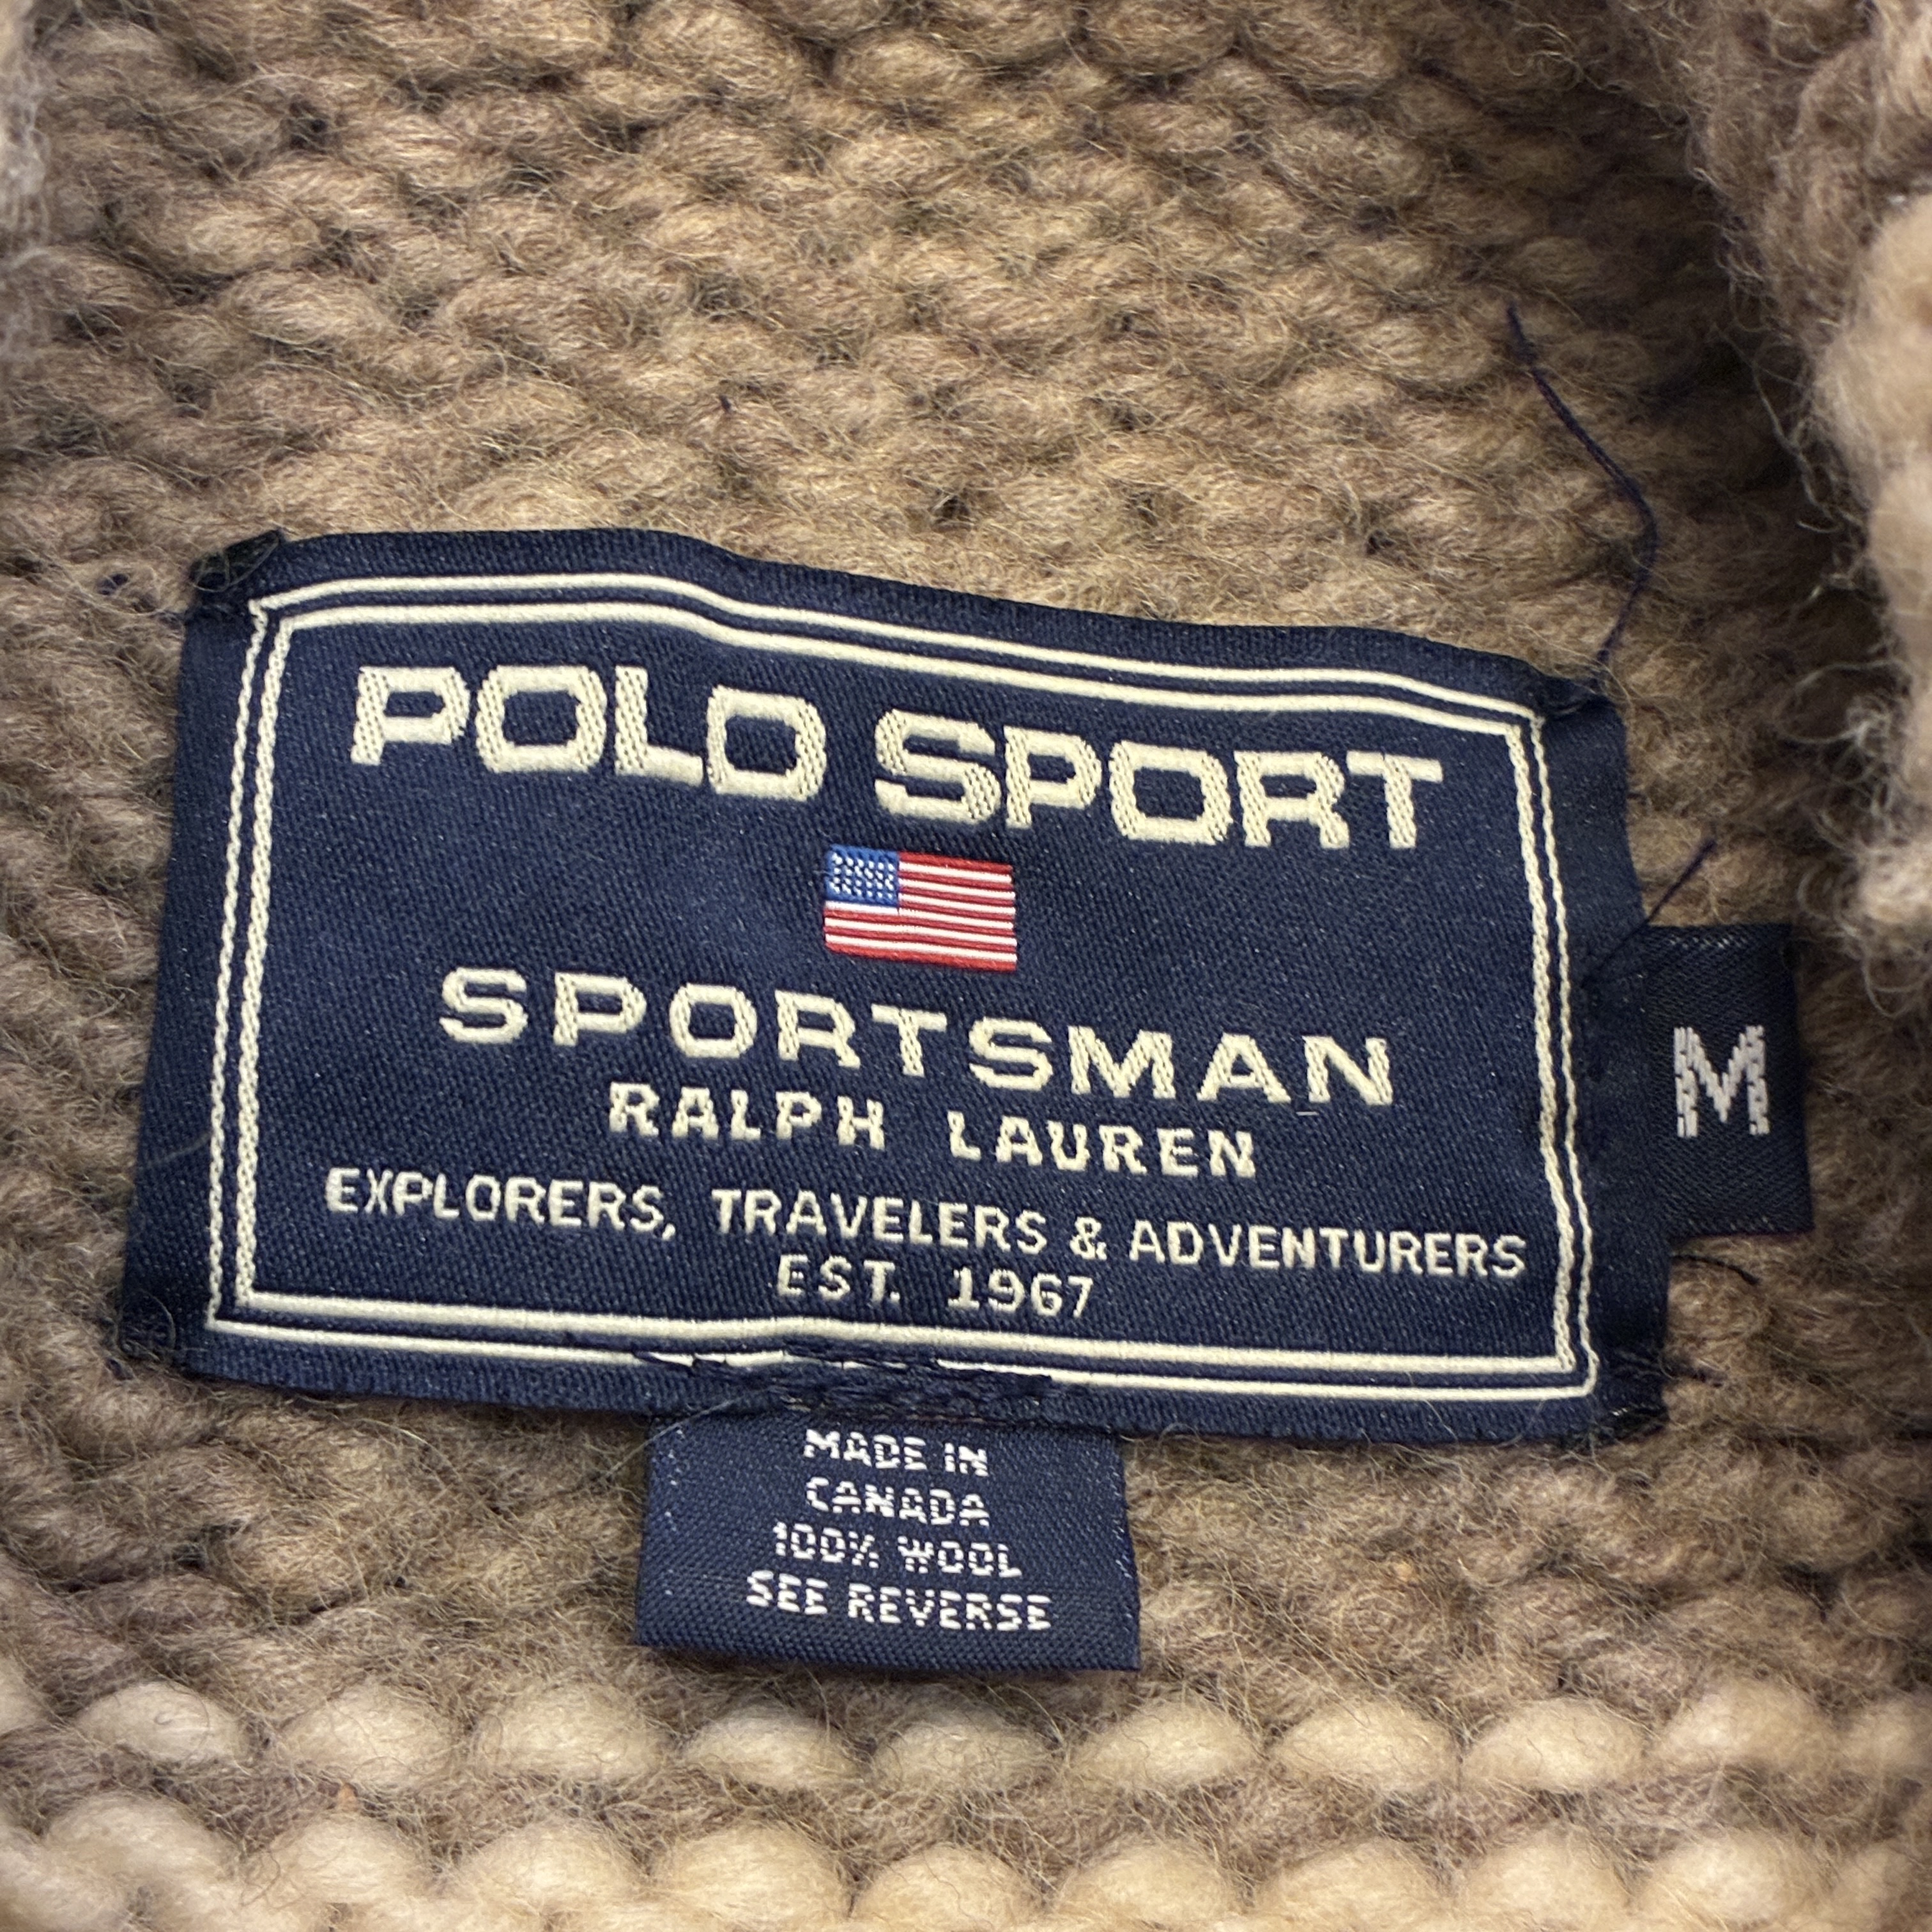 POLO SPORT
SPORTSMAN
RALPH LAUREN
EXPLORERS, TRAVELERS & ADVENTURERS
EST. 1967
M
MADE IN
CANADA
100% WOOL
SEE REVERSE